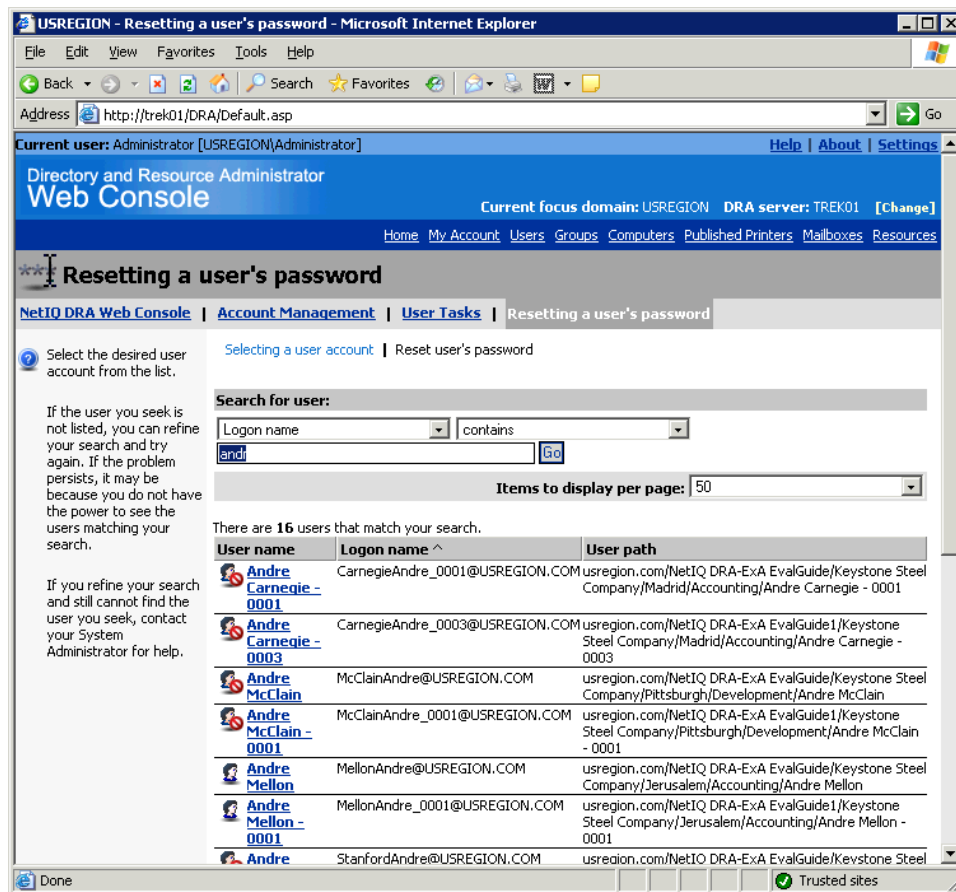 USREGION - Resetting a user's password - Microsoft Internet Explorer
File Edit View Favorites Tools Help
Back Search Favorites
Address http://trek01/DRA/Default.asp Go
Current user: Administrator [USREGION\Administrator] Help | About | Settings
Directory and Resource Administrator
Web Console
Current focus domain: USREGION DRA server: TREK01 [Change]
Home My Account Users Groups Computers Published Printers Mailboxes Resources
*** Resetting a user's password
NetIQ DRA Web Console | Account Management | User Tasks | Resetting a user's password
Select the desired user
account from the list.
If the user you seek is
not listed, you can refine
your search and try
again. If the problem
persists, it may be
because you do not have
the power to see the
users matching your
search.
If you refine your search
and still cannot find the
user you seek, contact
your System
Administrator for help.
Selecting a user account | Reset user's password
Search for user:
Logon name contains
andr Go
Items to display per page: 50
There are 16 users that match your search.
User name Logon name ^ User path
Andre CarnegieAndre_0001@USREGION.COM usregion.com/NetIQ DRA-ExA EvalGuide/Keystone Steel
Carnegie - Company/Madrid/Accounting/Andre Carnegie - 0001
0001
Andre CarnegieAndre_0003@USREGION.COM usregion.com/NetIQ DRA-ExA EvalGuide1/Keystone
Carnegie - Steel Company/Madrid/Accounting/Andre Carnegie -
0003 0003
Andre McClainAndre@USREGION.COM usregion.com/NetIQ DRA-ExA EvalGuide/Keystone Steel
McClain Company/Pittsburgh/Development/Andre McClain
Andre McClainAndre_0001@USREGION.COM usregion.com/NetIQ DRA-ExA EvalGuide1/Keystone
McClain - Steel Company/Pittsburgh/Development/Andre McClain
0001 - 0001
Andre MellonAndre@USREGION.COM usregion.com/NetIQ DRA-ExA EvalGuide/Keystone Steel
Mellon Company/Jerusalem/Accounting/Andre Mellon
Andre MellonAndre_0001@USREGION.COM usregion.com/NetIQ DRA-ExA EvalGuide1/Keystone
Mellon - Steel Company/Jerusalem/Accounting/Andre Mellon -
0001 0001
Andre StanfordAndre@USREGION.COM usregion.com/NetIQ DRA-ExA EvalGuide/Keystone Steel
Done Trusted sites